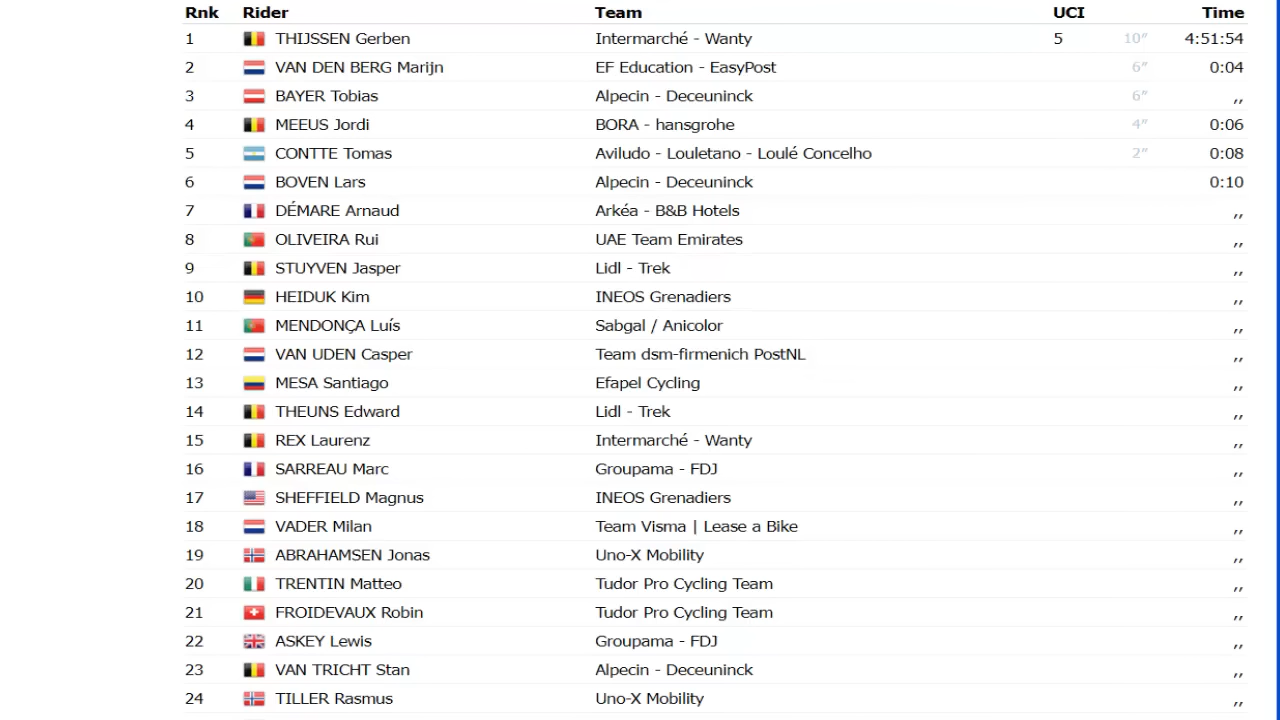 Rnk Rider Team UCI Time
1 THIJSSEN Gerben Intermarché - Wanty 5 10″ 4:51:54
2 VAN DEN BERG Marijn EF Education - EasyPost 6″ 0:04
3 BAYER Tobias Alpecin - Deceuninck 6″ ,,
4 MEEUS Jordi BORA - hansgrohe 4″ 0:06
5 CONTTE Tomas Aviludo - Louletano - Loulé Concelho 2″ 0:08
6 BOVEN Lars Alpecin - Deceuninck 0:10
7 DÉMARE Arnaud Arkéa - B&B Hotels ,,
8 OLIVEIRA Rui UAE Team Emirates ,,
9 STUYVEN Jasper Lidl - Trek ,,
10 HEIDUK Kim INEOS Grenadiers ,,
11 MENDONÇA Luís Sabgal / Anicolor ,,
12 VAN UDEN Casper Team dsm-firmenich PostNL ,,
13 MESA Santiago Efapel Cycling ,,
14 THEUNS Edward Lidl - Trek ,,
15 REX Laurenz Intermarché - Wanty ,,
16 SARREAU Marc Groupama - FDJ ,,
17 SHEFFIELD Magnus INEOS Grenadiers ,,
18 VADER Milan Team Visma | Lease a Bike ,,
19 ABRAHAMSEN Jonas Uno-X Mobility ,,
20 TRENTIN Matteo Tudor Pro Cycling Team ,,
21 FROIDEVAUX Robin Tudor Pro Cycling Team ,,
22 ASKEY Lewis Groupama - FDJ ,,
23 VAN TRICHT Stan Alpecin - Deceuninck ,,
24 TILLER Rasmus Uno-X Mobility ,,